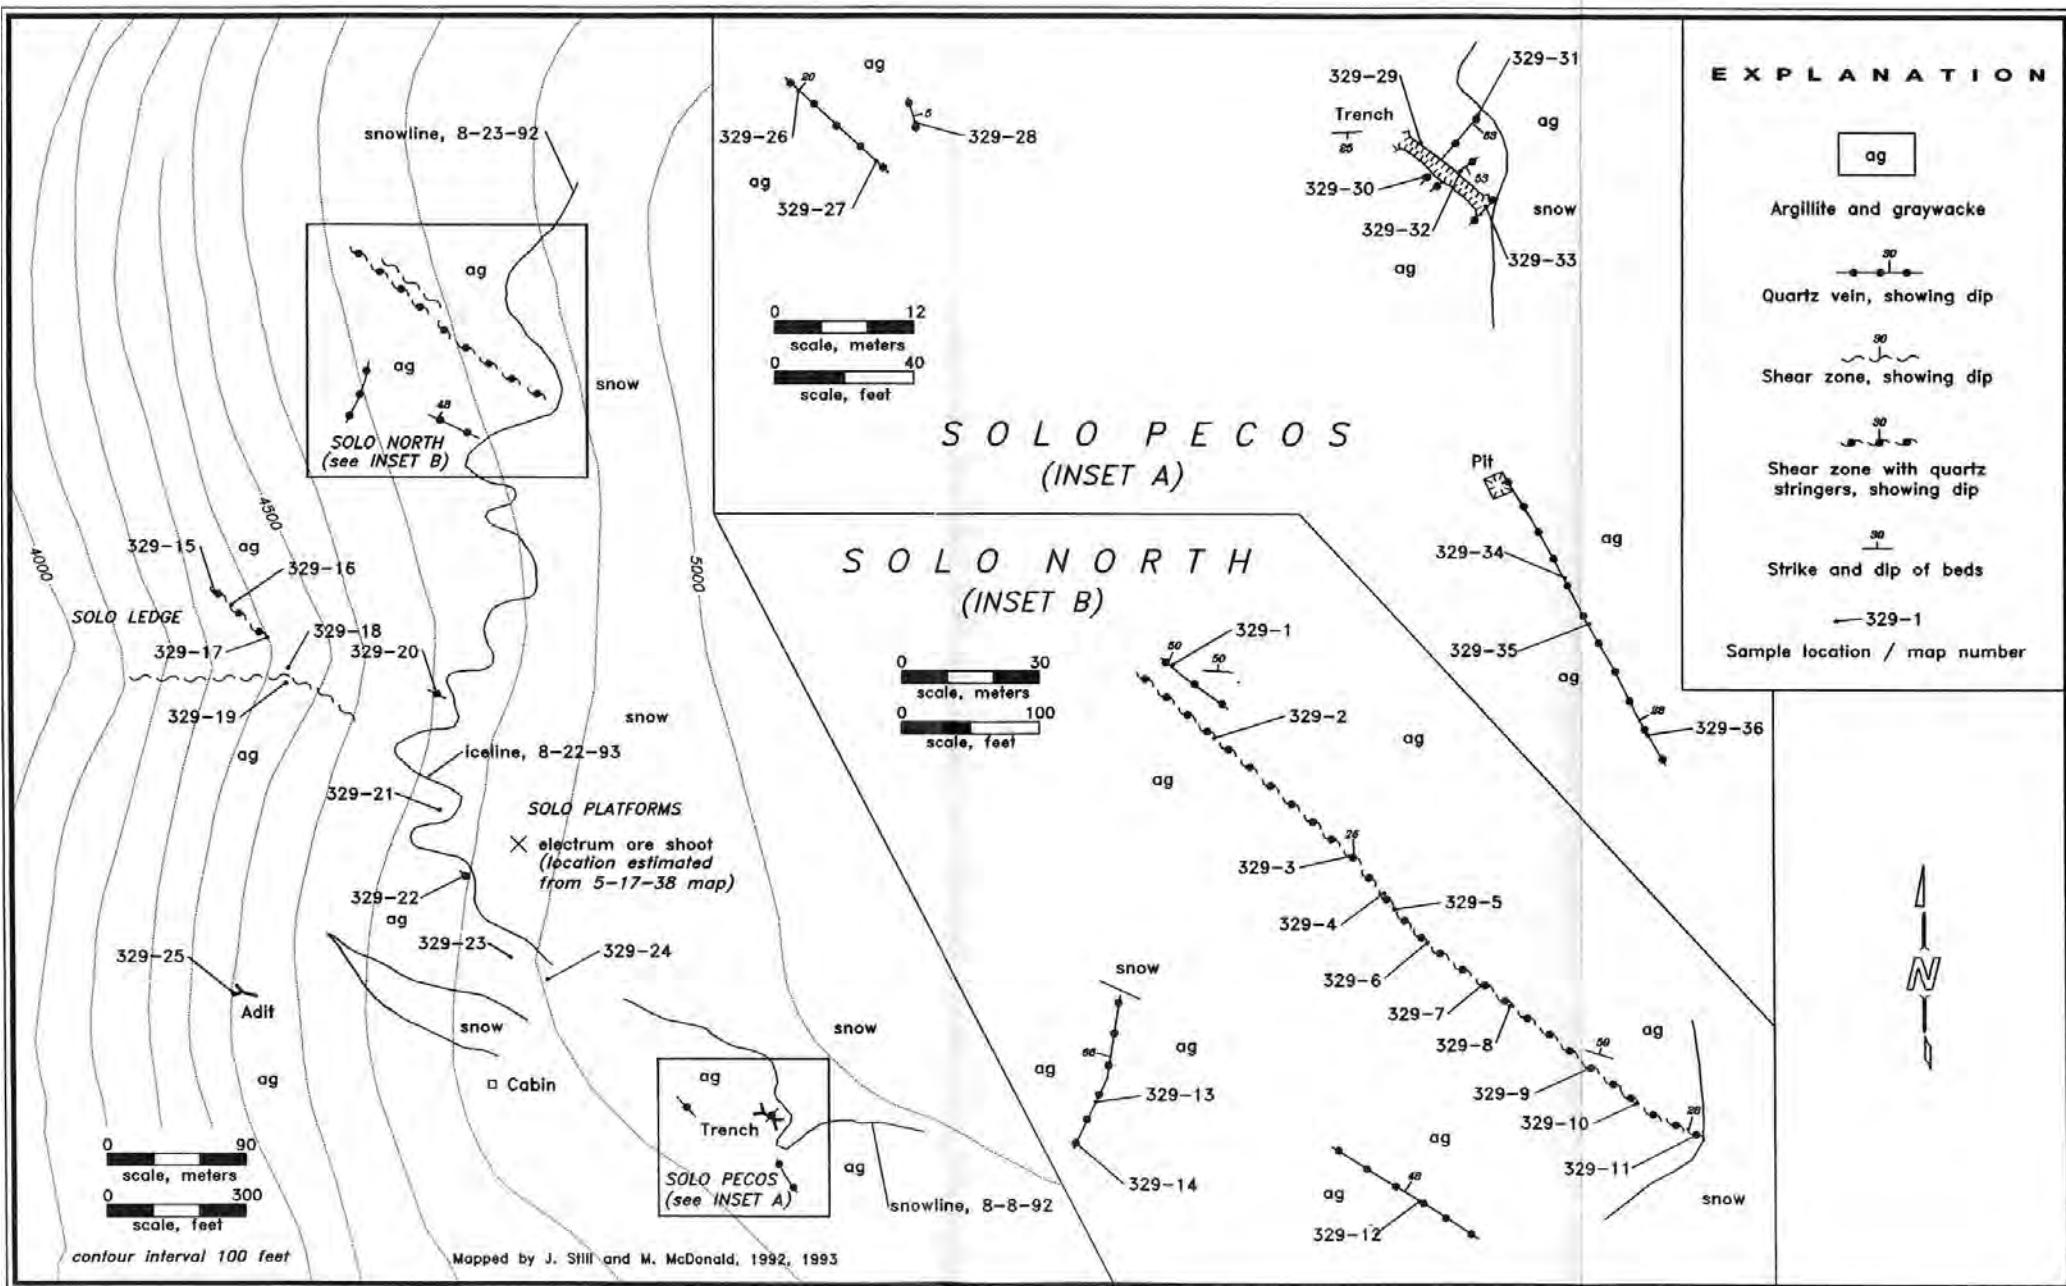 snowline, 8-23-92
ag
ag
SOLO NORTH
(see INSET B)
48
snow
4000
4500
5000
329-15
ag
329-16
SOLO LEDGE
329-17
329-18
329-20
329-19
ag
snow
iceline, 8-22-93
329-21
SOLO PLATFORMS
electrum ore shoot
(location estimated
from 5-17-38 map)
329-22
ag
329-23
329-24
329-25
Adit
snow
ag
Cabin
snow
ag
Trench
SOLO PECOS
(see INSET A)
ag
snowline, 8-8-92
0 90
scale, meters
0 300
scale, feet
contour interval 100 feet
Mapped by J. Still and M. McDonald, 1992, 1993
20
ag
5
329-26
329-28
ag
329-27
329-29
329-31
Trench
25
63
ag
53
329-30
snow
329-32
329-33
ag
0 12
scale, meters
0 40
scale, feet
SOLO PECOS
(INSET A)
Pit
ag
329-34
329-35
ag
28
329-36
SOLO NORTH
(INSET B)
50
329-1
50
0 30
scale, meters
0 100
scale, feet
329-2
ag
ag
26
329-3
329-5
329-4
329-6
329-7
329-8
50
ag
329-9
329-10
28
329-11
snow
snow
66
ag
ag
329-13
329-14
ag
ag
48
329-12
EXPLANATION
ag
Argillite and graywacke
30
Quartz vein, showing dip
30
Shear zone, showing dip
30
Shear zone with quartz
stringers, showing dip
30
Strike and dip of beds
329-1
Sample location / map number
N